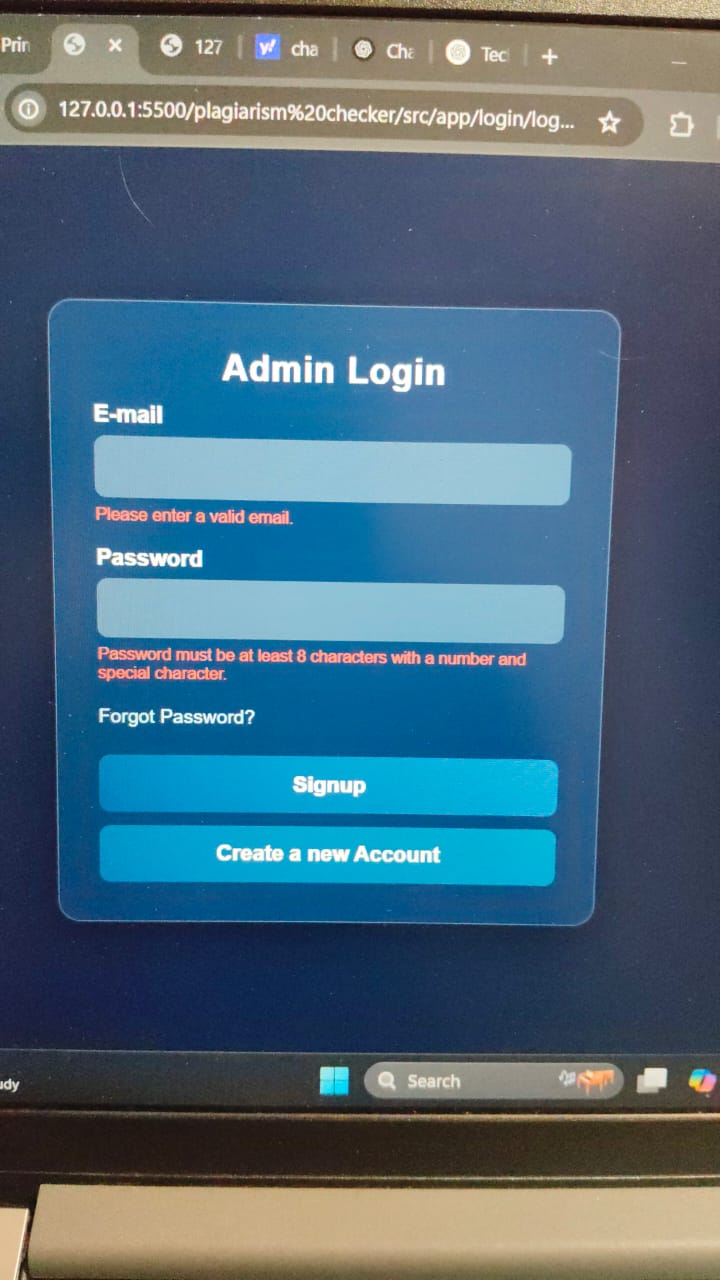 Prin
127
cha
Cha
Tec
127.0.0.1:5500/plagiarism%20checker/src/app/login/log...
Admin Login
E-mail
Please enter a valid email.
Password
Password must be at least 8 characters with a number and
special character.
Forgot Password?
Signup
Create a new Account
udy
Search